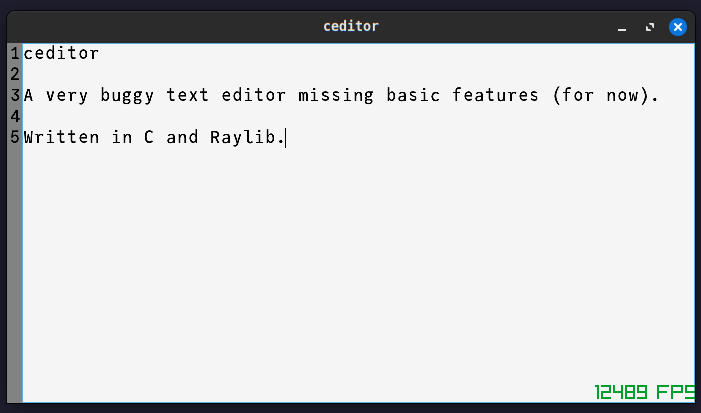 ceditor
1 ceditor
2
3 A very buggy text editor missing basic features (for now).
4
5 Written in C and Raylib.
12489 FPS